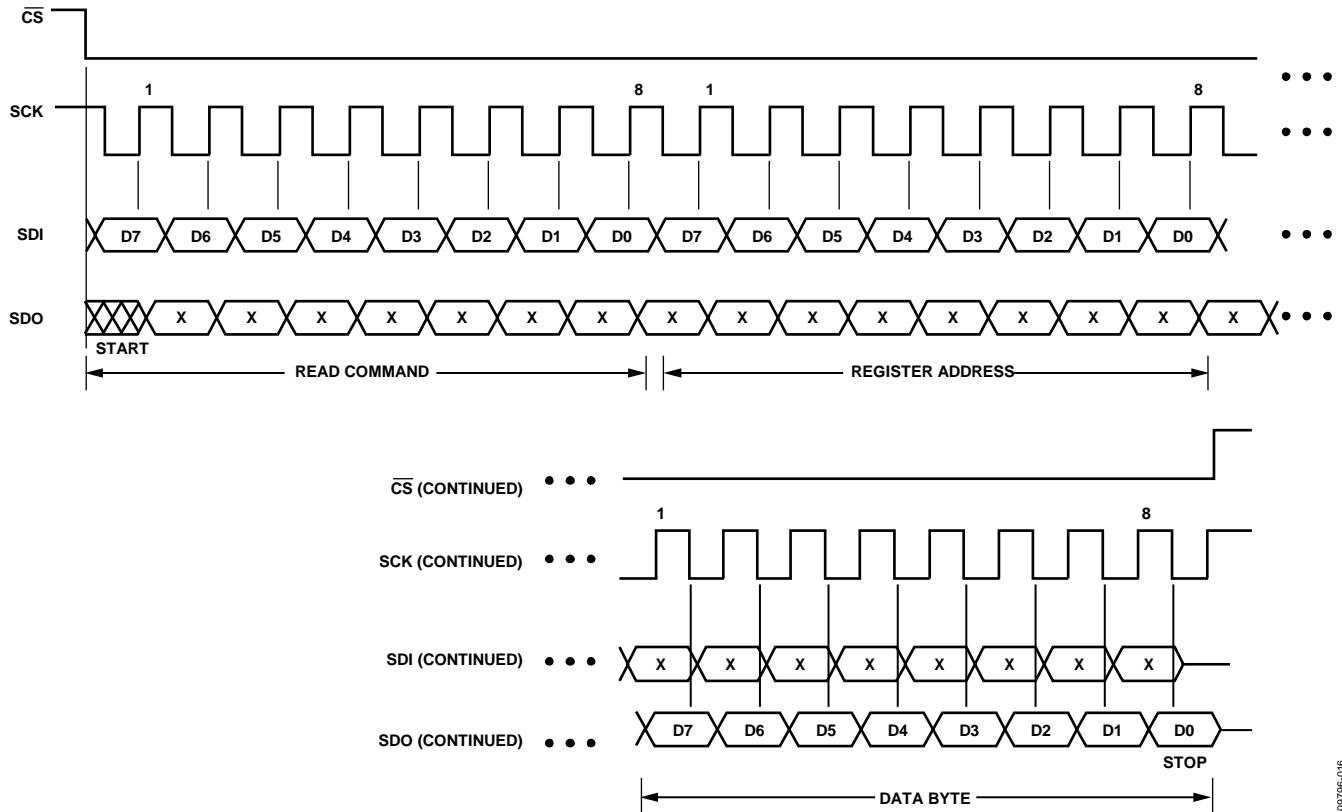 CS
1 8 1 8
SCK
SDI D7 D6 D5 D4 D3 D2 D1 D0 D7 D6 D5 D4 D3 D2 D1 D0
SDO X X X X X X X X X X X X X X X X
START
READ COMMAND REGISTER ADDRESS
CS (CONTINUED)
1 8
SCK (CONTINUED)
SDI (CONTINUED) X X X X X X X X
SDO (CONTINUED) D7 D6 D5 D4 D3 D2 D1 D0
STOP
DATA BYTE
09796-016